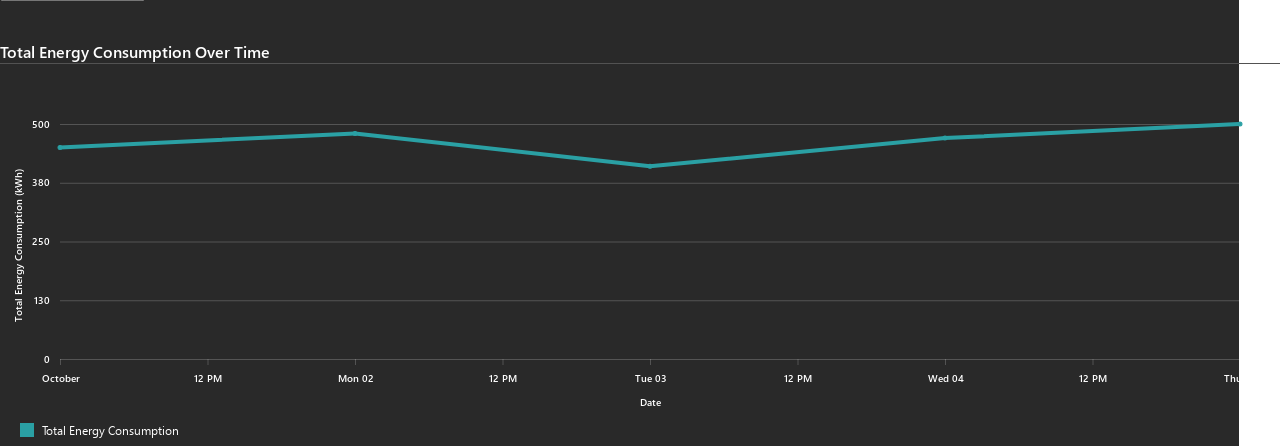 Total Energy Consumption Over Time
500
380
250
130
0
Total Energy Consumption (kWh)
October 12 PM Mon 02 12 PM Tue 03 12 PM Wed 04 12 PM Thu
Date
Total Energy Consumption